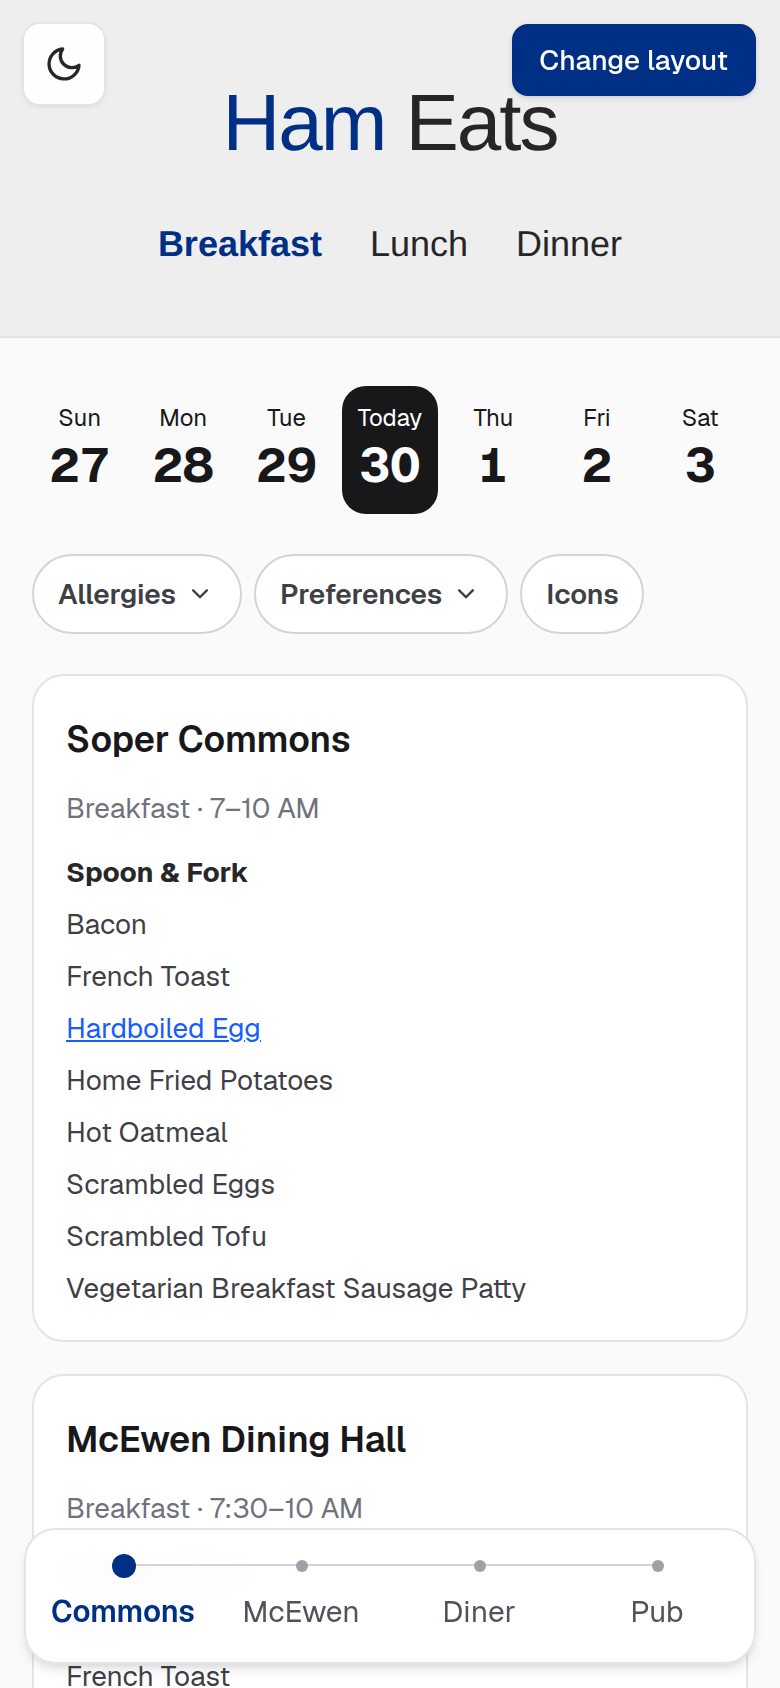 Change layout
Ham Eats
Breakfast Lunch Dinner
Sun Mon Tue Today Thu Fri Sat
27 28 29 30 1 2 3
Allergies Preferences Icons
Soper Commons
Breakfast · 7–10 AM
Spoon & Fork
Bacon
French Toast
Hardboiled Egg
Home Fried Potatoes
Hot Oatmeal
Scrambled Eggs
Scrambled Tofu
Vegetarian Breakfast Sausage Patty
McEwen Dining Hall
Breakfast · 7:30–10 AM
Commons McEwen Diner Pub
French Toast